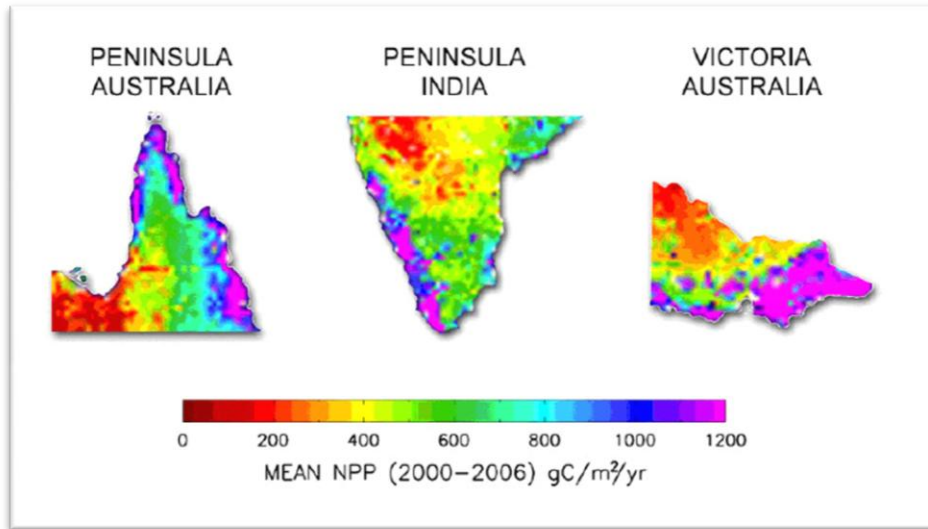 PENINSULA
AUSTRALIA
PENINSULA
INDIA
VICTORIA
AUSTRALIA
0 200 400 600 800 1000 1200
MEAN NPP (2000−2006) gC/m²/yr